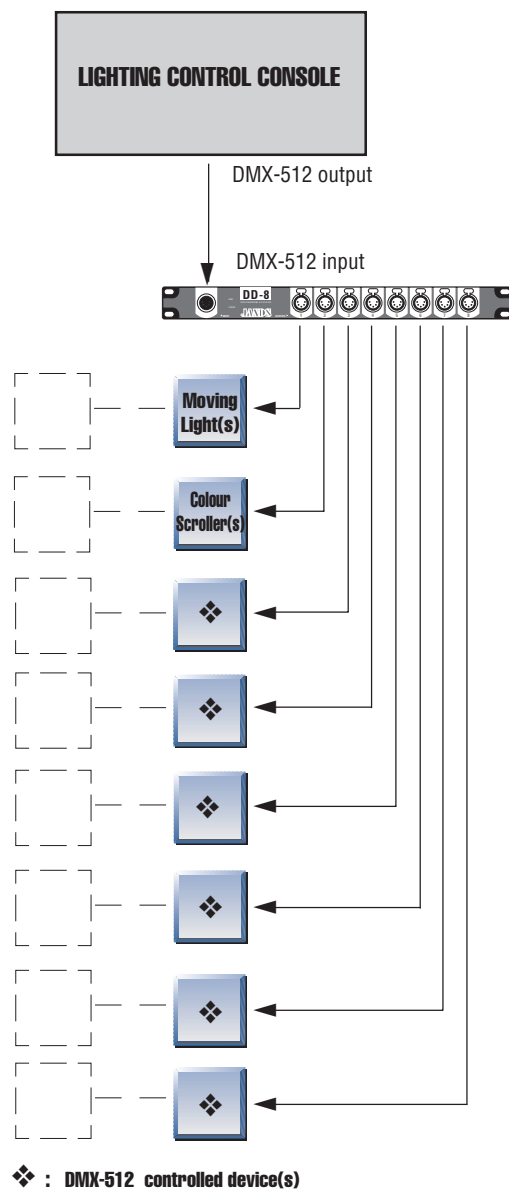 LIGHTING CONTROL CONSOLE
DMX-512 output
DMX-512 input
DD-8
JANDS
Moving
Light(s)
Colour
Scroller(s)
❖
❖
❖
❖
❖
❖
❖ : DMX-512 controlled device(s)